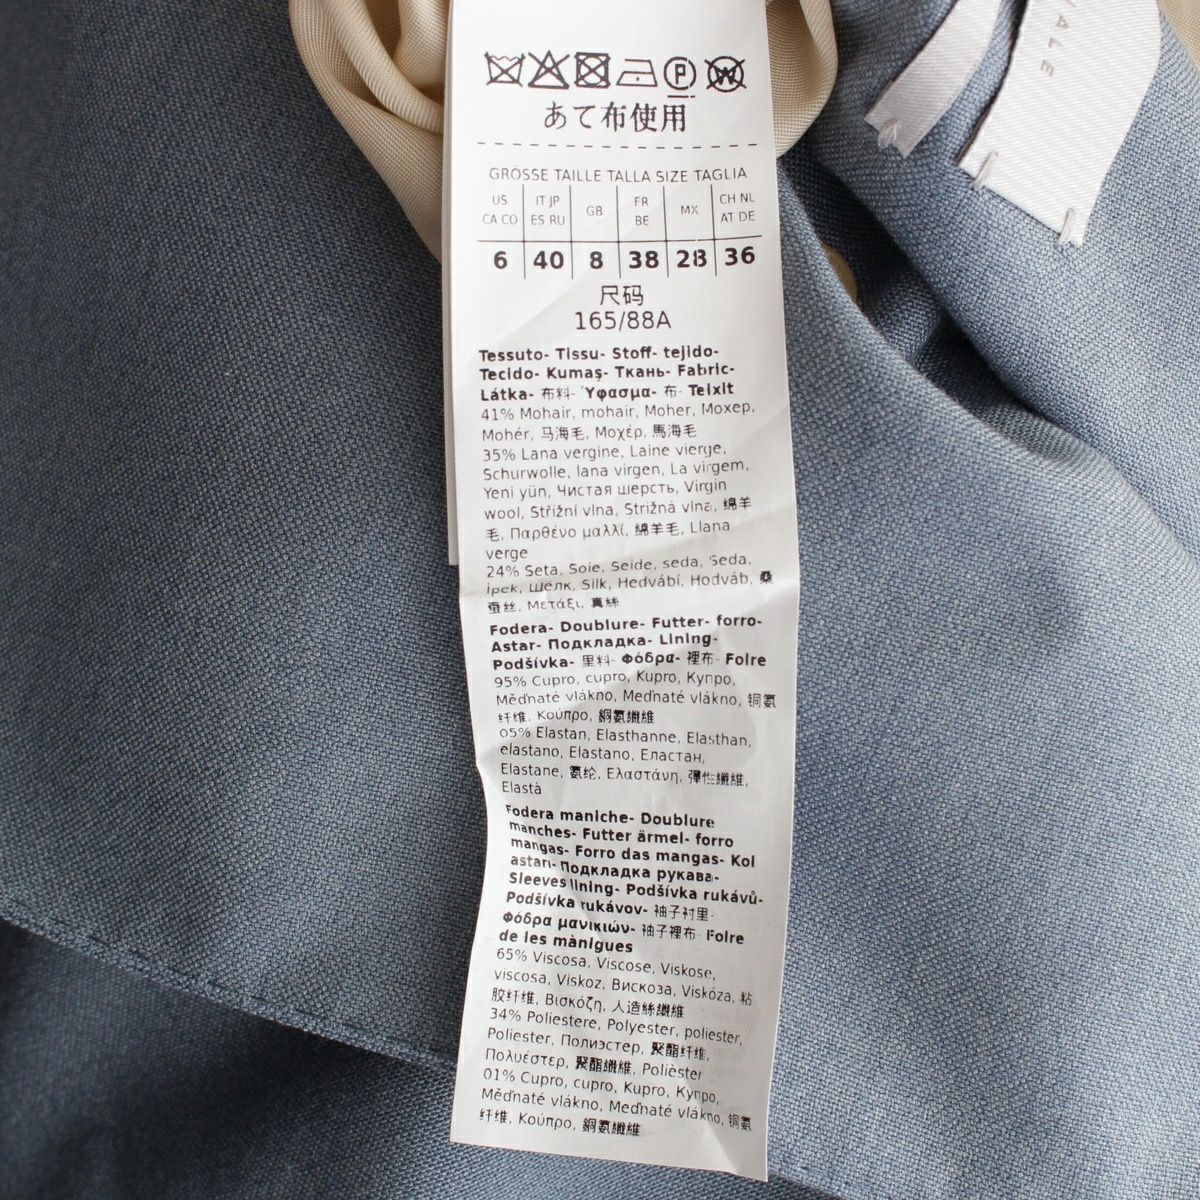 VALE
あて布使用
GRÖSSE TAILLE TALLA SIZE TAGLIA
US CA CO IT JP ES RU GB FR BE MX CH NL AT DE
6 40 8 38 28 36
尺码
165/88A
Tessuto- Tissu- Stoff- tejido-
Tecido- Kumaş- Ткань- Fabric-
Látka- 布料- Ύφασμα- 布- Teixit
41% Mohair, mohair, Moher, Мохер,
Mohér, 马海毛, Μοχέρ, 馬海毛
35% Lana vergine, Laine vierge,
Schurwolle, lana virgen, La virgem,
Yeni yün, Чистая шерсть, Virgin
wool, Střižní vlna, Strižná vlna, 绵羊
毛, Παρθένο μαλλί, 綿羊毛, Llana
verge
24% Seta, Soie, Seide, seda, Seda,
İpek, Шёлк, Silk, Hedvábí, Hodváb, 桑
蚕丝, Μετάξι, 真絲
Fodera- Doublure- Futter- forro-
Astar- Подкладка- Lining-
Podšívka- 里料- Φόδρα- 裡布- Folre
95% Cupro, cupro, Kupro, Купро,
Měďnaté vlákno, Meďnaté vlákno, 铜氨
纤维, Κούπρο, 銅氨纖維
05% Elastan, Elasthanne, Elasthan,
elastano, Elastano, Еластан,
Elastane, 氨纶, Ελαστάνη, 彈性纖維,
Elastà
Fodera maniche- Doublure
manches- Futter ärmel- forro
mangas- Forro das mangas- Kol
astarı- Подкладка рукава-
Sleeves lining- Podšívka rukávů-
Podšívka rukávov- 袖子衬里-
Φόδρα μανικιών- 袖子裡布- Folre
de les mànigues
65% Viscosa, Viscose, Viskose,
viscosa, Viskoz, Вискоза, Viskóza, 粘
胶纤维, Βισκόζη, 人造絲纖維
34% Poliestere, Polyester, poliester,
Poliester, Полиэстер, 聚酯纤维,
Πολυέστερ, 聚酯纖維, Polièster
01% Cupro, cupro, Kupro, Купро,
Měďnaté vlákno, Meďnaté vlákno, 铜氨
纤维, Κούπρο, 銅氨纖維